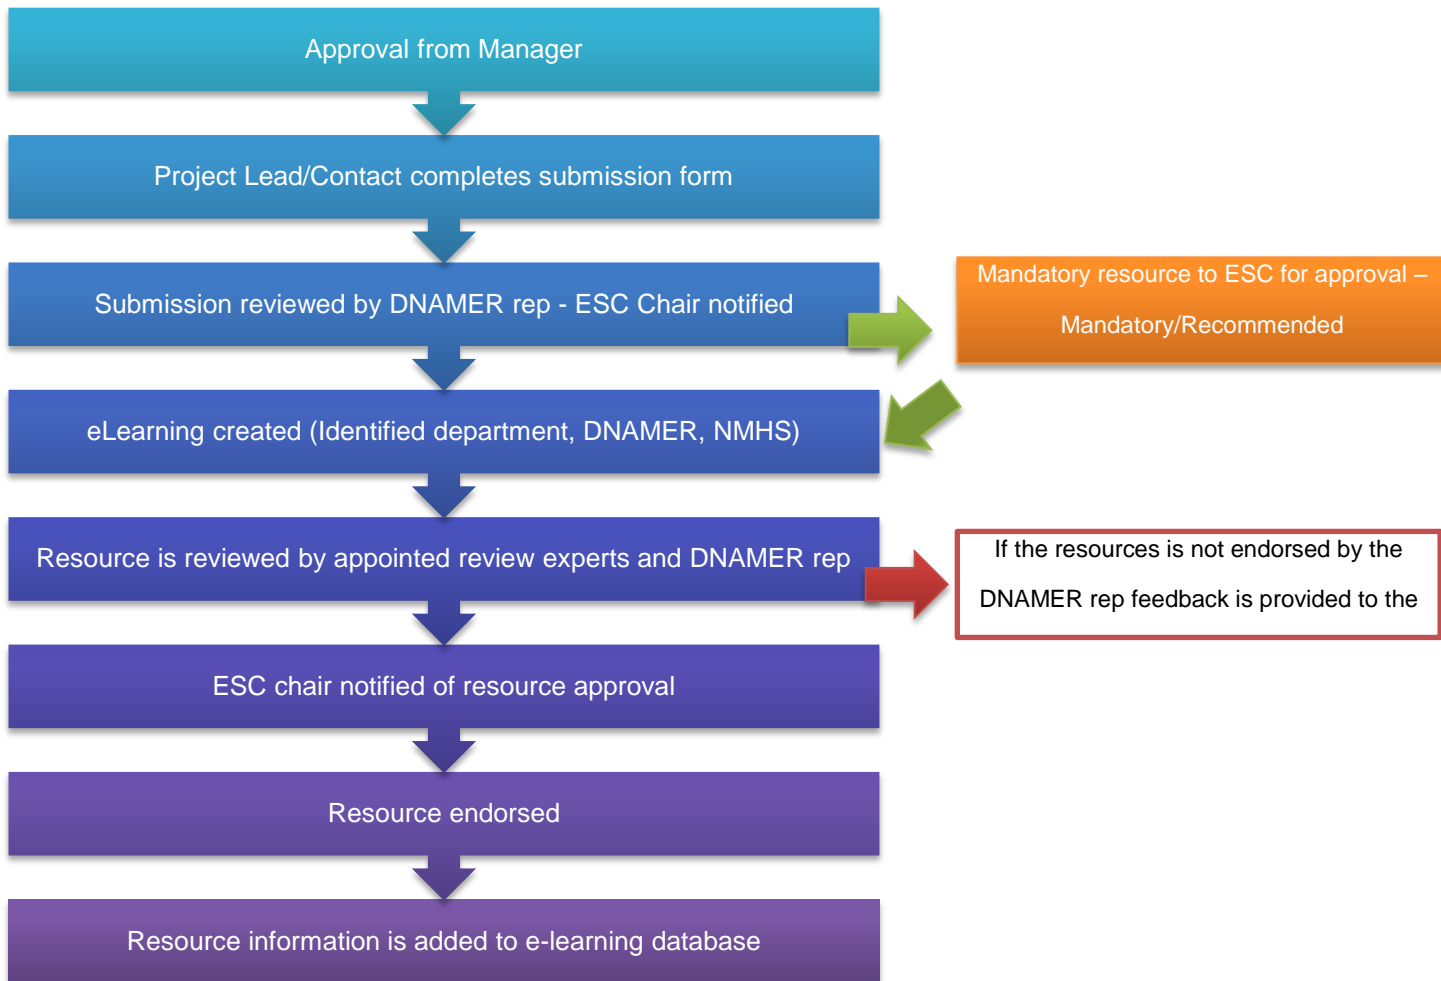 Approval from Manager
Project Lead/Contact completes submission form
Submission reviewed by DNAMER rep - ESC Chair notified
Mandatory resource to ESC for approval –
Mandatory/Recommended
eLearning created (Identified department, DNAMER, NMHS)
Resource is reviewed by appointed review experts and DNAMER rep
If the resources is not endorsed by the
DNAMER rep feedback is provided to the
ESC chair notified of resource approval
Resource endorsed
Resource information is added to e-learning database